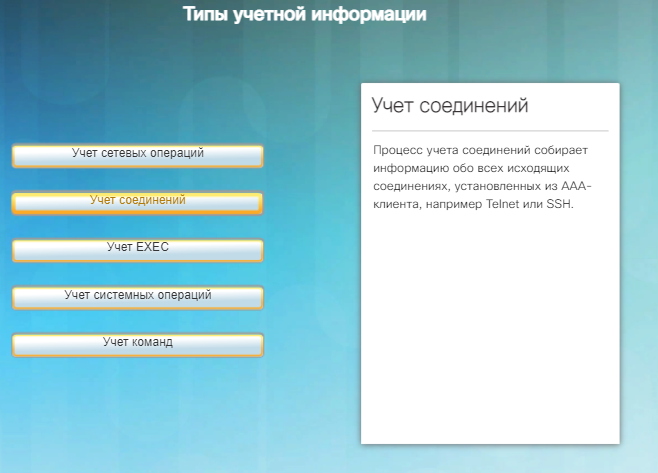 Типы учетной информации
Учет сетевых операций
Учет соединений
Учет EXEC
Учет системных операций
Учет команд
Учет соединений
Процесс учета соединений собирает
информацию обо всех исходящих
соединениях, установленных из AAA-
клиента, например Telnet или SSH.